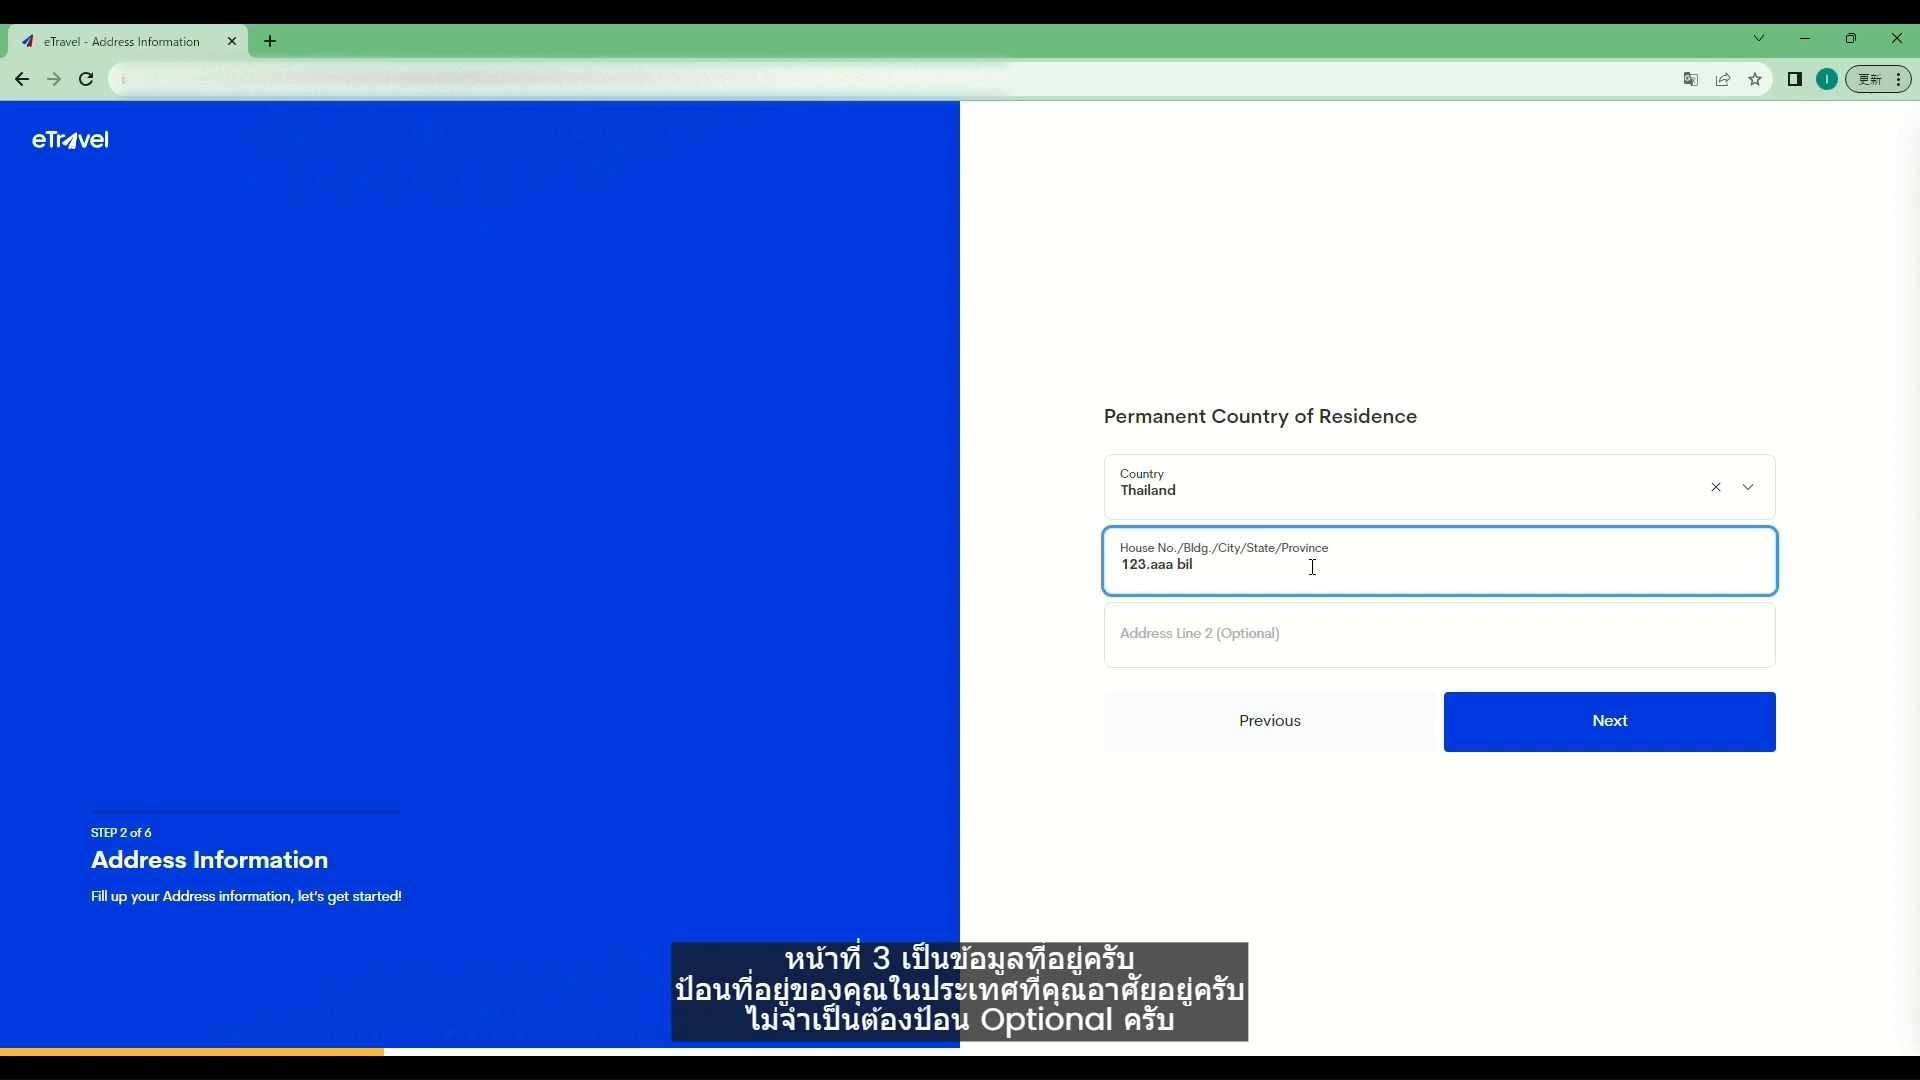 eTravel - Address Information
更新
eTravel
Permanent Country of Residence
Country
Thailand
House No./Bldg./City/State/Province
123.aaa bil
Address Line 2 (Optional)
Previous
Next
STEP 2 of 6
Address Information
Fill up your Address information, let's get started!
หน้าที่ 3 เป็นข้อมูลที่อยู่ครับ
ป้อนที่อยู่ของคุณในประเทศที่คุณอาศัยอยู่ครับ
ไม่จำเป็นต้องป้อน Optional ครับ